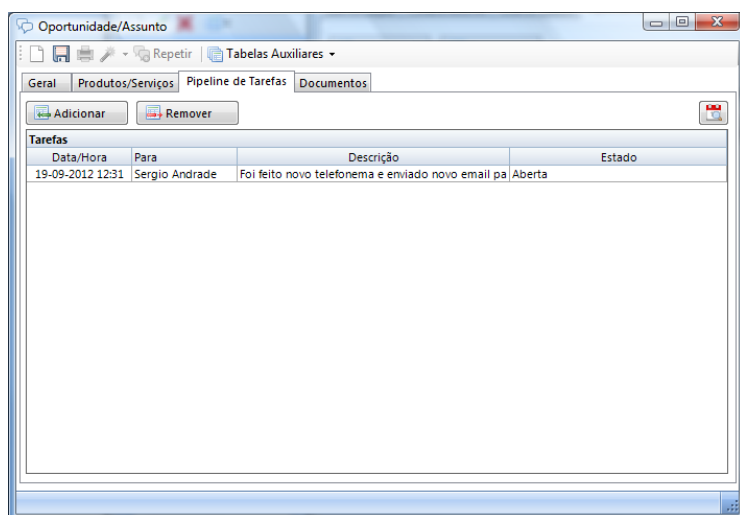 Oportunidade/Assunto
Repetir Tabelas Auxiliares
Geral Produtos/Serviços Pipeline de Tarefas Documentos
Adicionar Remover
Tarefas
Data/Hora Para Descrição Estado
19-09-2012 12:31 Sergio Andrade Foi feito novo telefonema e enviado novo email pa Aberta